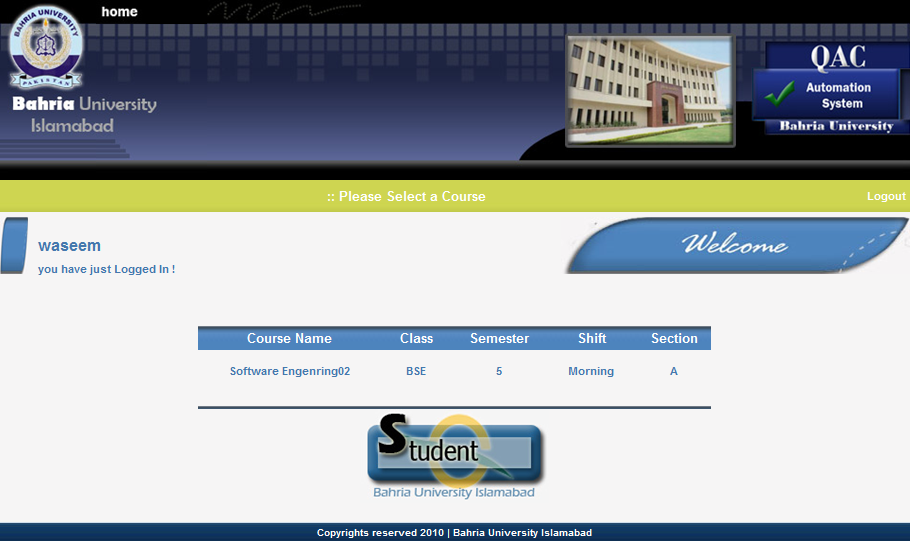 home
BAHRIA UNIVERSITY
PAKISTAN
Bahria University
Islamabad
QAC
Automation
System
Bahria University
:: Please Select a Course
Logout
waseem
you have just Logged In !
Welcome
Course Name Class Semester Shift Section
Software Engenring02 BSE 5 Morning A
Student
Bahria University Islamabad
Copyrights reserved 2010 | Bahria University Islamabad